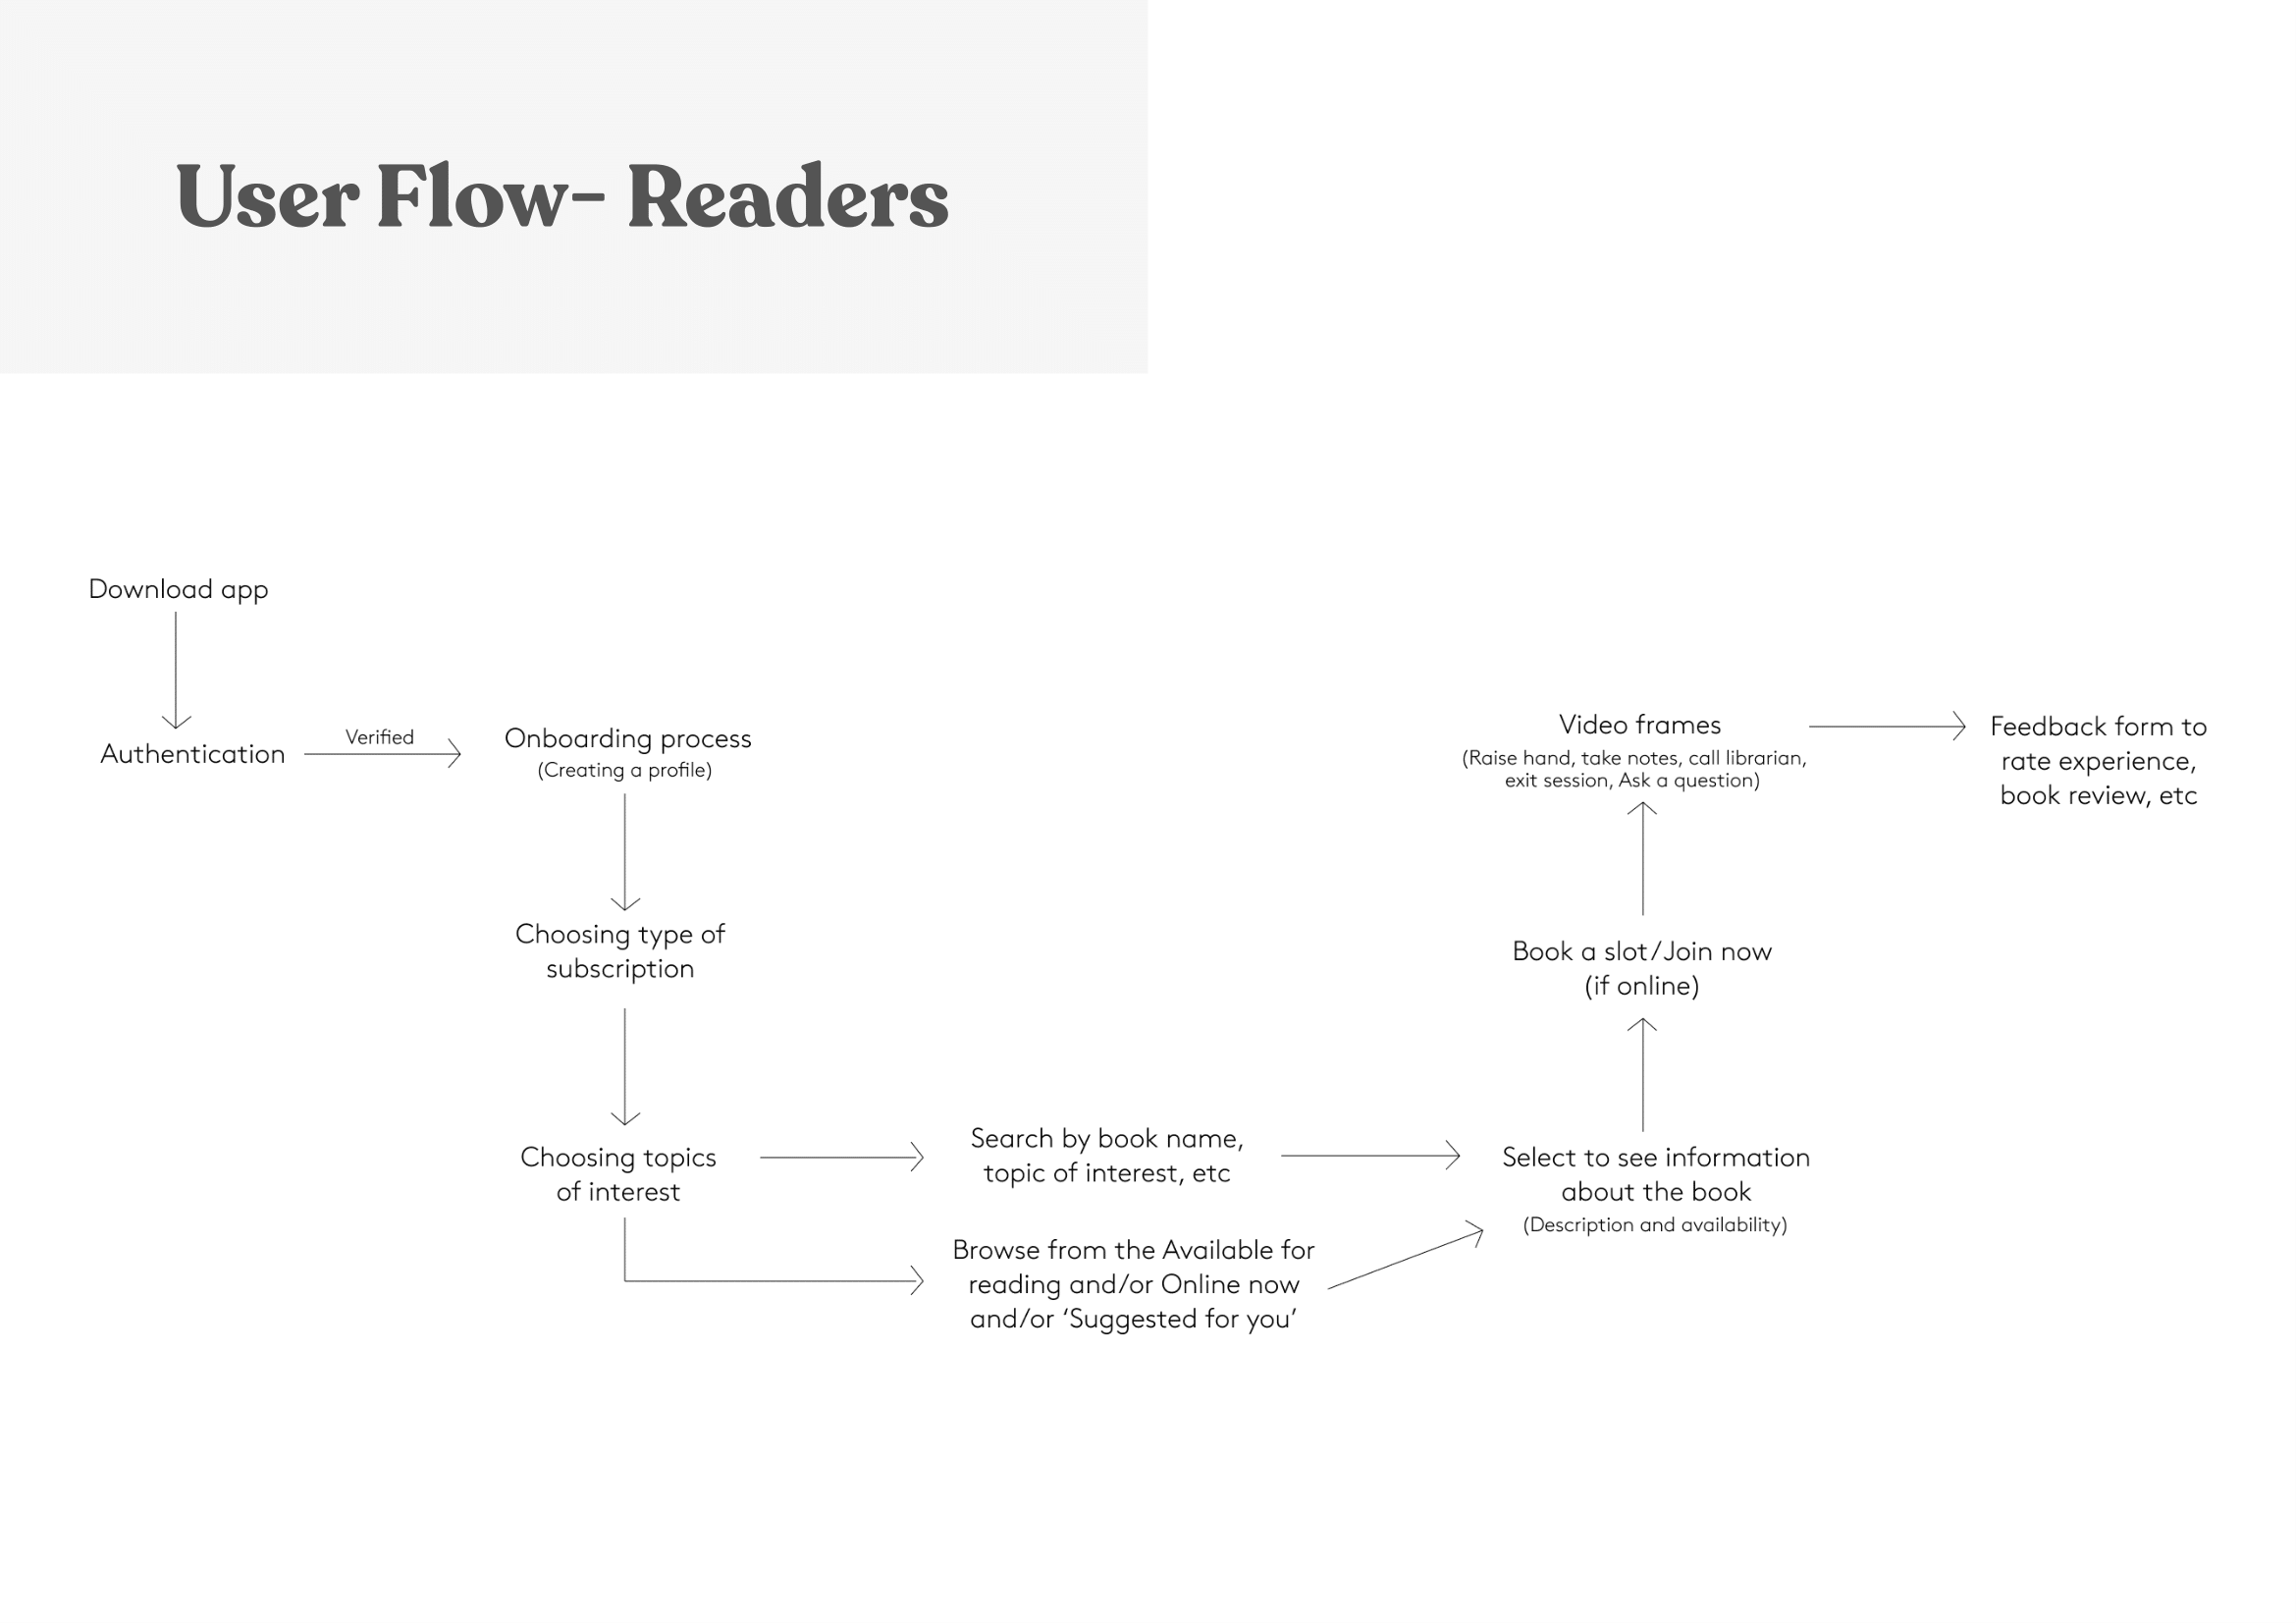 User Flow- Readers
Download app
Authentication
Verified
Onboarding process
(Creating a profile)
Choosing type of
subscription
Choosing topics
of interest
Search by book name,
topic of interest, etc
Browse from the Available for
reading and/or Online now
and/or ‘Suggested for you’
Select to see information
about the book
(Description and availability)
Book a slot/Join now
(if online)
Video frames
(Raise hand, take notes, call librarian,
exit session, Ask a question)
Feedback form to
rate experience,
book review, etc